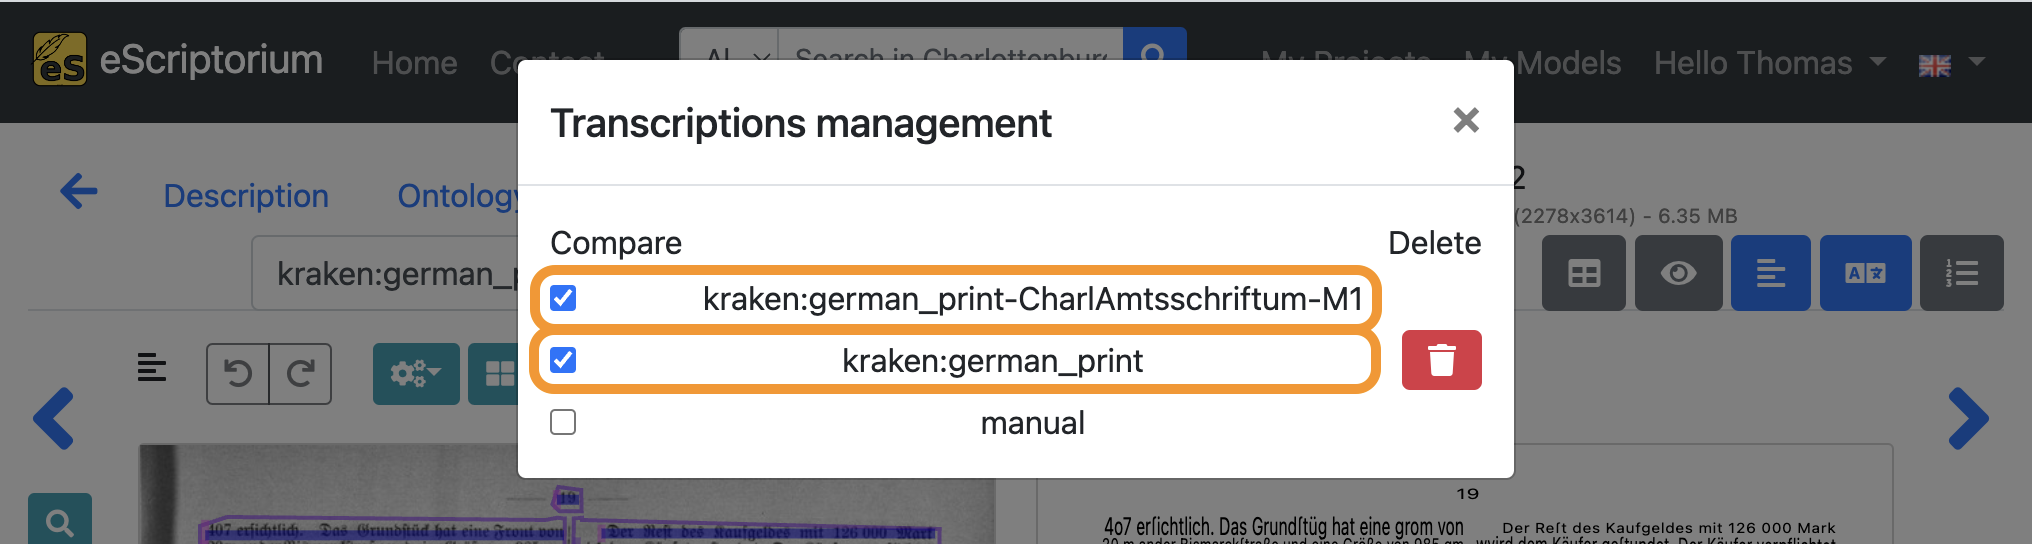 eS eScriptorium Home Contact Al Search in Charlottenburg My Projects My Models Hello Thomas
Transcriptions management ×
Description Ontology 2
(2278x3614) - 6.35 MB
Compare Delete
kraken:german_p
kraken:german_print-CharlAmtsschriftum-M1
kraken:german_print
manual
19
407 erſichtlich. Das Grundſtück hat eine Front von Der Reſt des Kaufgeldes mit 126 000 Mark
19
4o7 erſichtlich. Das Grundſtüg hat eine grom von Der Reſt des Kaufgeldes mit 126 000 Mark